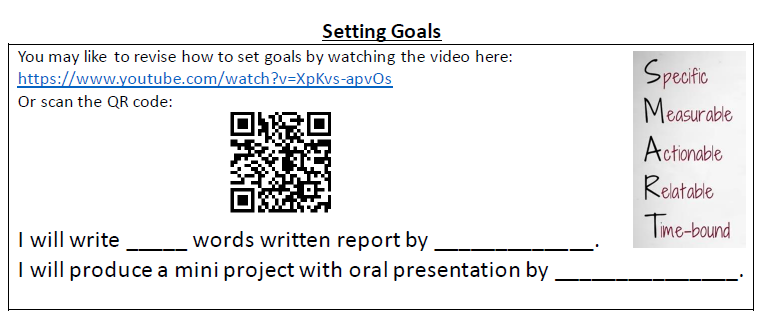 Setting Goals
You may like to revise how to set goals by watching the video here:
https://www.youtube.com/watch?v=XpKvs-apvOs
Or scan the QR code:
Specific
Measurable
Actionable
Relatable
Time-bound
I will write _____ words written report by _____________.
I will produce a mini project with oral presentation by _______________.